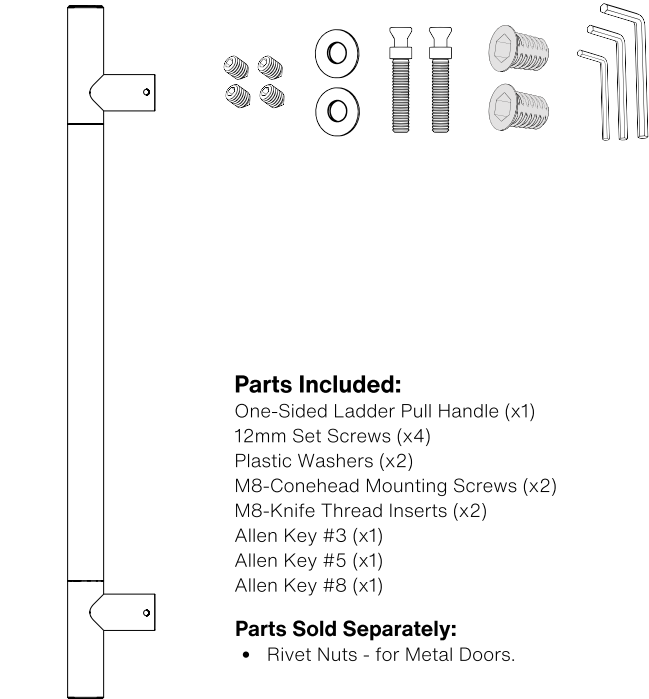 Parts Included:
One-Sided Ladder Pull Handle (x1)
12mm Set Screws (x4)
Plastic Washers (x2)
M8-Conehead Mounting Screws (x2)
M8-Knife Thread Inserts (x2)
Allen Key #3 (x1)
Allen Key #5 (x1)
Allen Key #8 (x1)
Parts Sold Separately:
• Rivet Nuts - for Metal Doors.